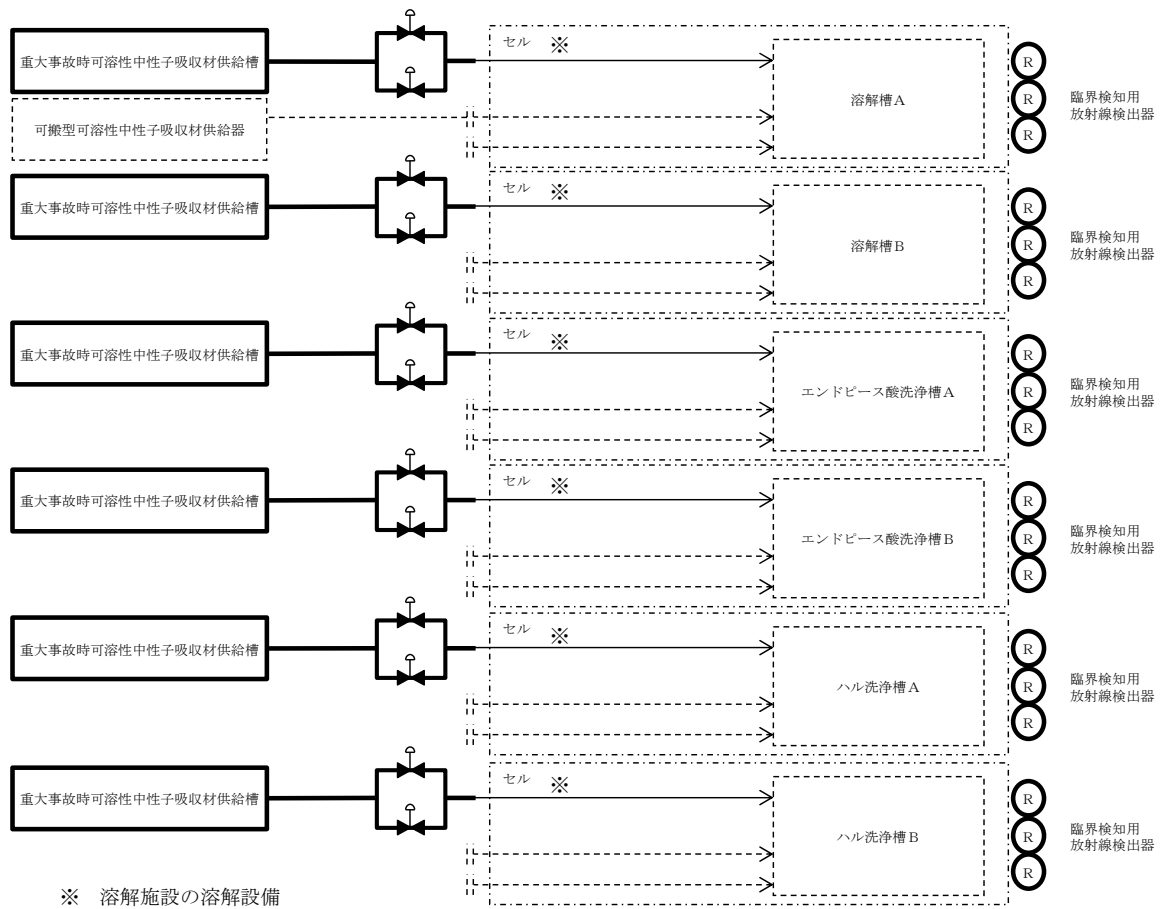 重大事故時可溶性中性子吸収材供給槽
セル ※
溶解槽A
R
R
R
臨界検知用
放射線検出器
可搬型可溶性中性子吸収材供給器
重大事故時可溶性中性子吸収材供給槽
セル ※
溶解槽B
R
R
R
臨界検知用
放射線検出器
重大事故時可溶性中性子吸収材供給槽
セル ※
エンドピース酸洗浄槽A
R
R
R
臨界検知用
放射線検出器
重大事故時可溶性中性子吸収材供給槽
セル ※
エンドピース酸洗浄槽B
R
R
R
臨界検知用
放射線検出器
重大事故時可溶性中性子吸収材供給槽
セル ※
ハル洗浄槽A
R
R
R
臨界検知用
放射線検出器
重大事故時可溶性中性子吸収材供給槽
セル ※
ハル洗浄槽B
R
R
R
臨界検知用
放射線検出器
※ 溶解施設の溶解設備